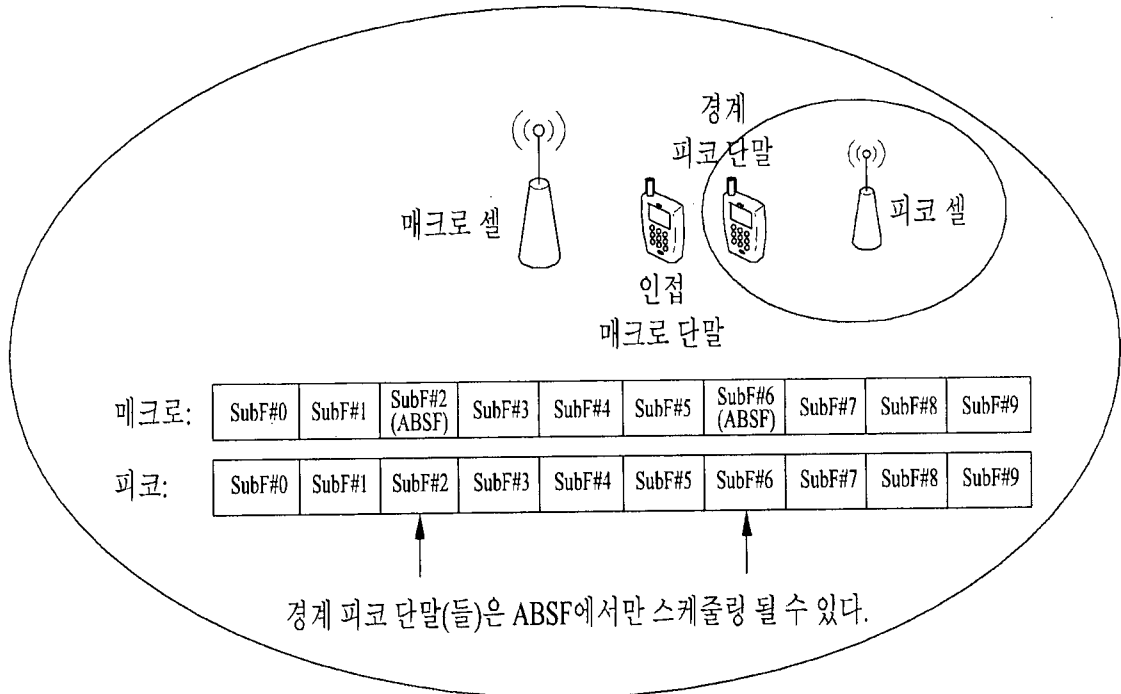 경계
피코 단말
매크로 셀
피코 셀
인접
매크로 단말
매크로: SubF#0 SubF#1 SubF#2 (ABSF) SubF#3 SubF#4 SubF#5 SubF#6 (ABSF) SubF#7 SubF#8 SubF#9
피코: SubF#0 SubF#1 SubF#2 SubF#3 SubF#4 SubF#5 SubF#6 SubF#7 SubF#8 SubF#9
경계 피코 단말(들)은 ABSF에서만 스케줄링 될 수 있다.